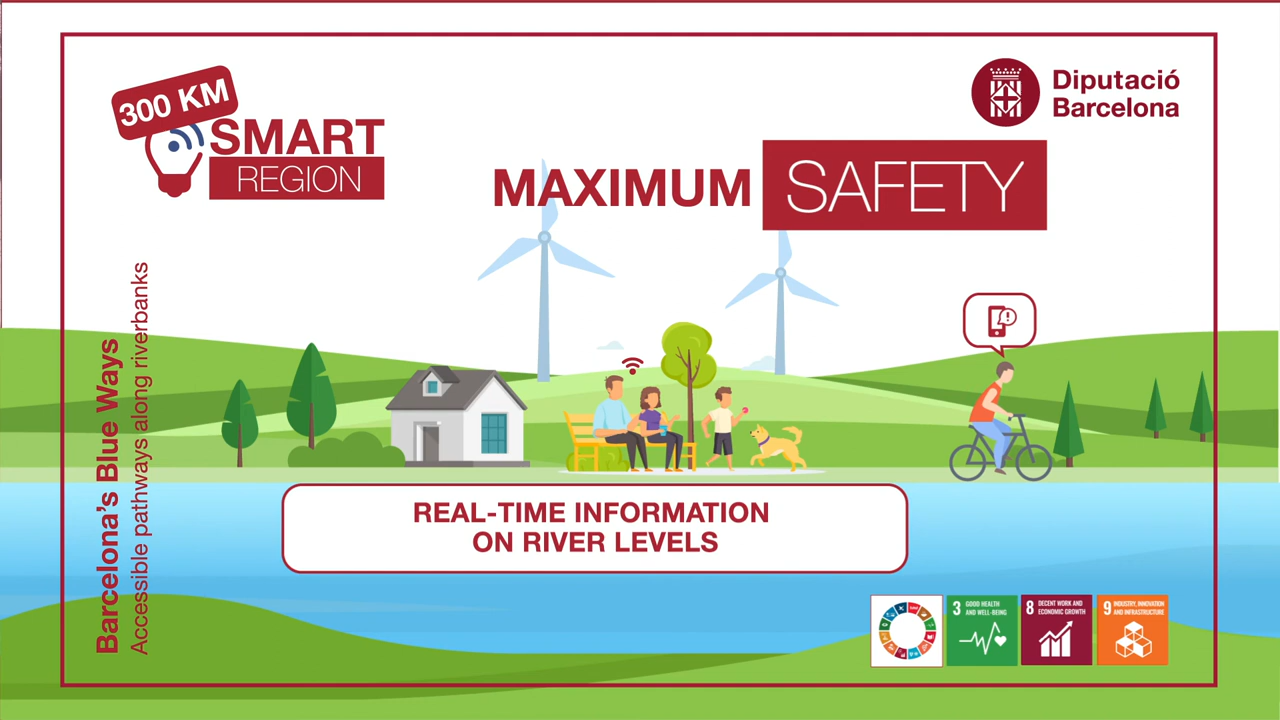 300 KM
SMART
REGION
Diputació
Barcelona
MAXIMUM SAFETY
Barcelona's Blue Ways
Accessible pathways along riverbanks
REAL-TIME INFORMATION
ON RIVER LEVELS
3 GOOD HEALTH
AND WELL-BEING
8 DECENT WORK AND
ECONOMIC GROWTH
9 INDUSTRY, INNOVATION
AND INFRASTRUCTURE